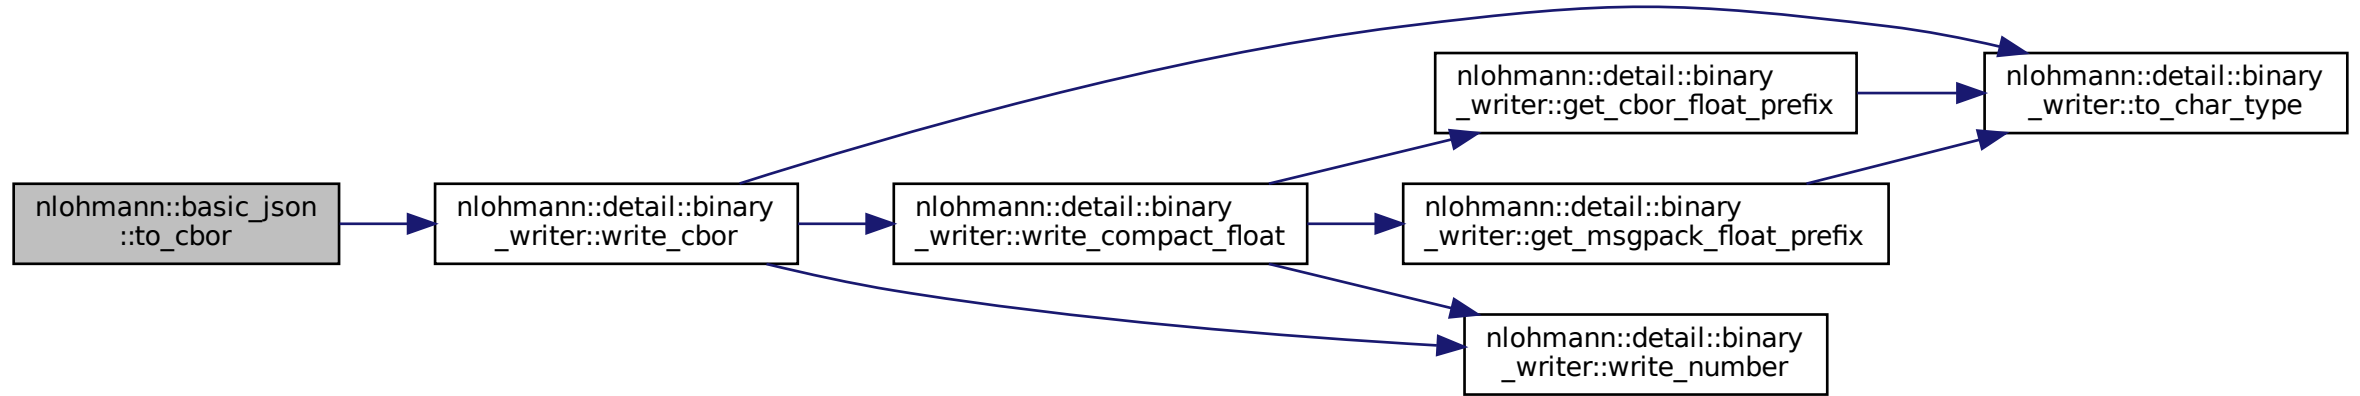 nlohmann::basic_json
::to_cbor
nlohmann::detail::binary
_writer::write_cbor
nlohmann::detail::binary
_writer::write_compact_float
nlohmann::detail::binary
_writer::get_cbor_float_prefix
nlohmann::detail::binary
_writer::to_char_type
nlohmann::detail::binary
_writer::get_msgpack_float_prefix
nlohmann::detail::binary
_writer::write_number